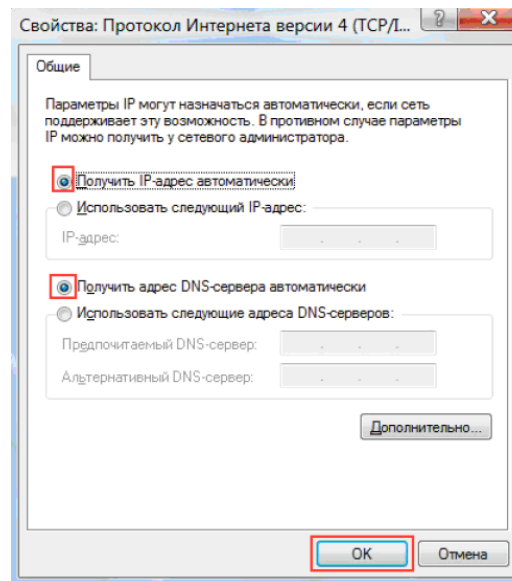 Свойства: Протокол Интернета версии 4 (TCP/I...
Общие
Параметры IP могут назначаться автоматически, если сеть
поддерживает эту возможность. В противном случае параметры
IP можно получить у сетевого администратора.
Получить IP-адрес автоматически
Использовать следующий IP-адрес:
IP-адрес:
Получить адрес DNS-сервера автоматически
Использовать следующие адреса DNS-серверов:
Предпочитаемый DNS-сервер:
Альтернативный DNS-сервер:
Дополнительно...
OK
Отмена